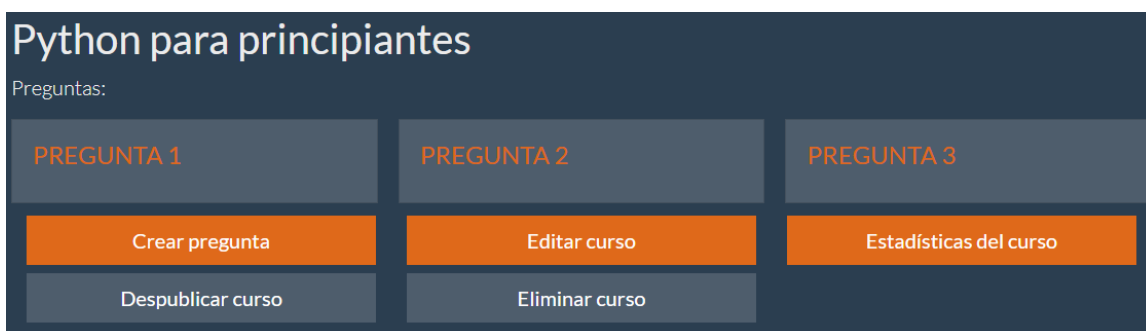 Python para principiantes
Preguntas:
PREGUNTA 1 PREGUNTA 2 PREGUNTA 3
Crear pregunta Editar curso Estadísticas del curso
Despublicar curso Eliminar curso